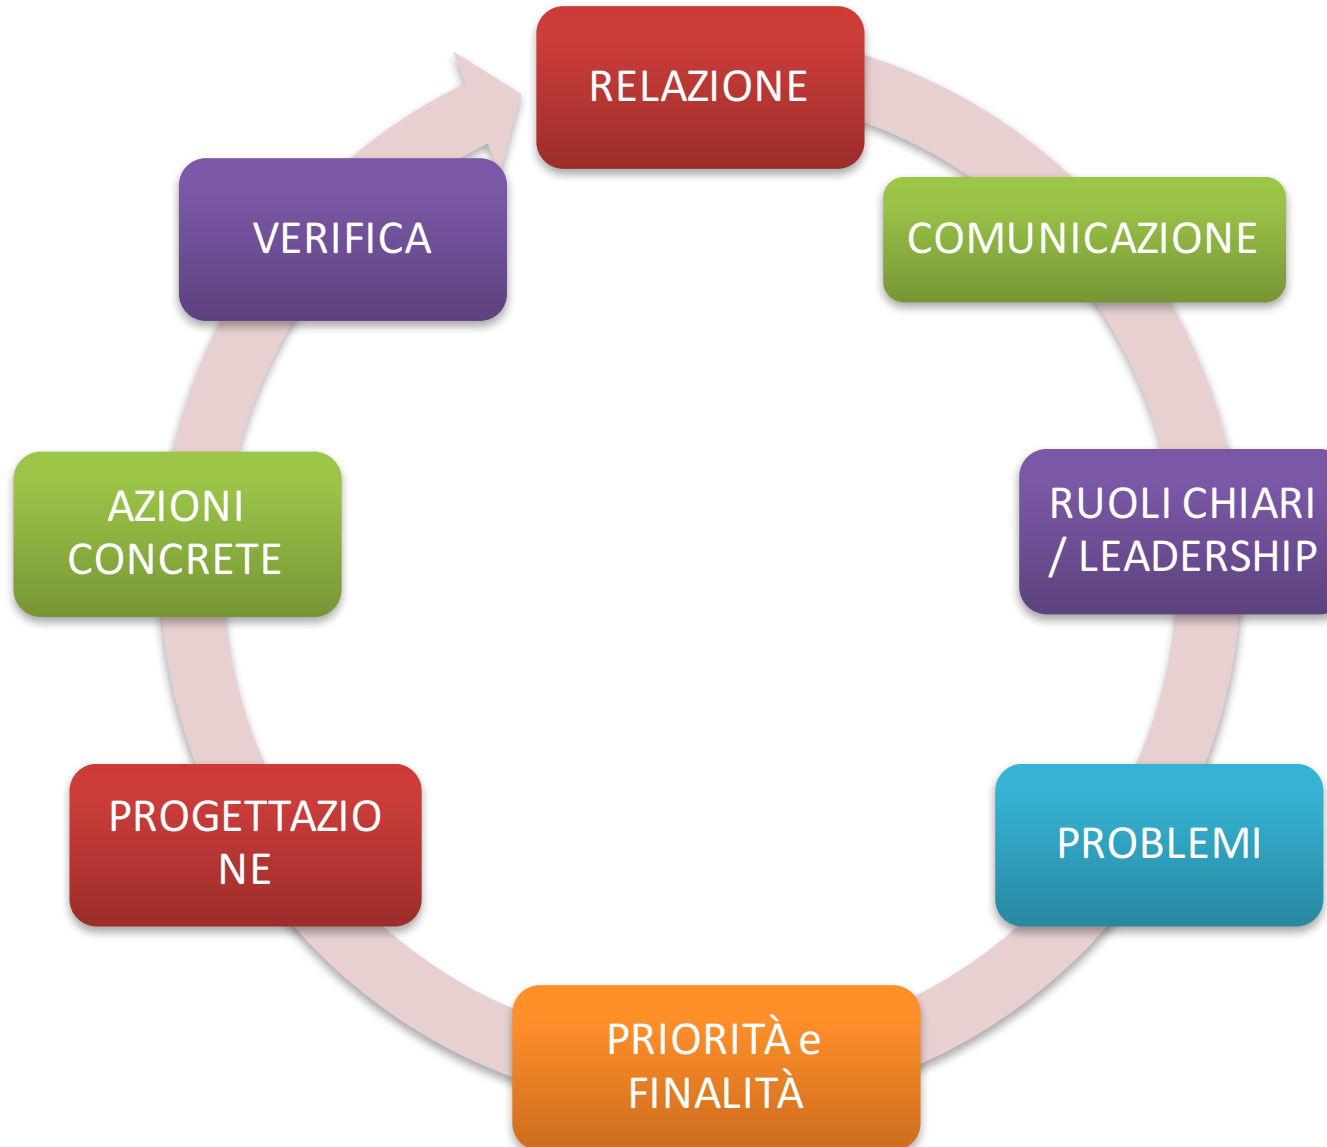 RELAZIONE
COMUNICAZIONE
RUOLI CHIARI
/ LEADERSHIP
PROBLEMI
PRIORITÀ e
FINALITÀ
PROGETTAZIO
NE
AZIONI
CONCRETE
VERIFICA